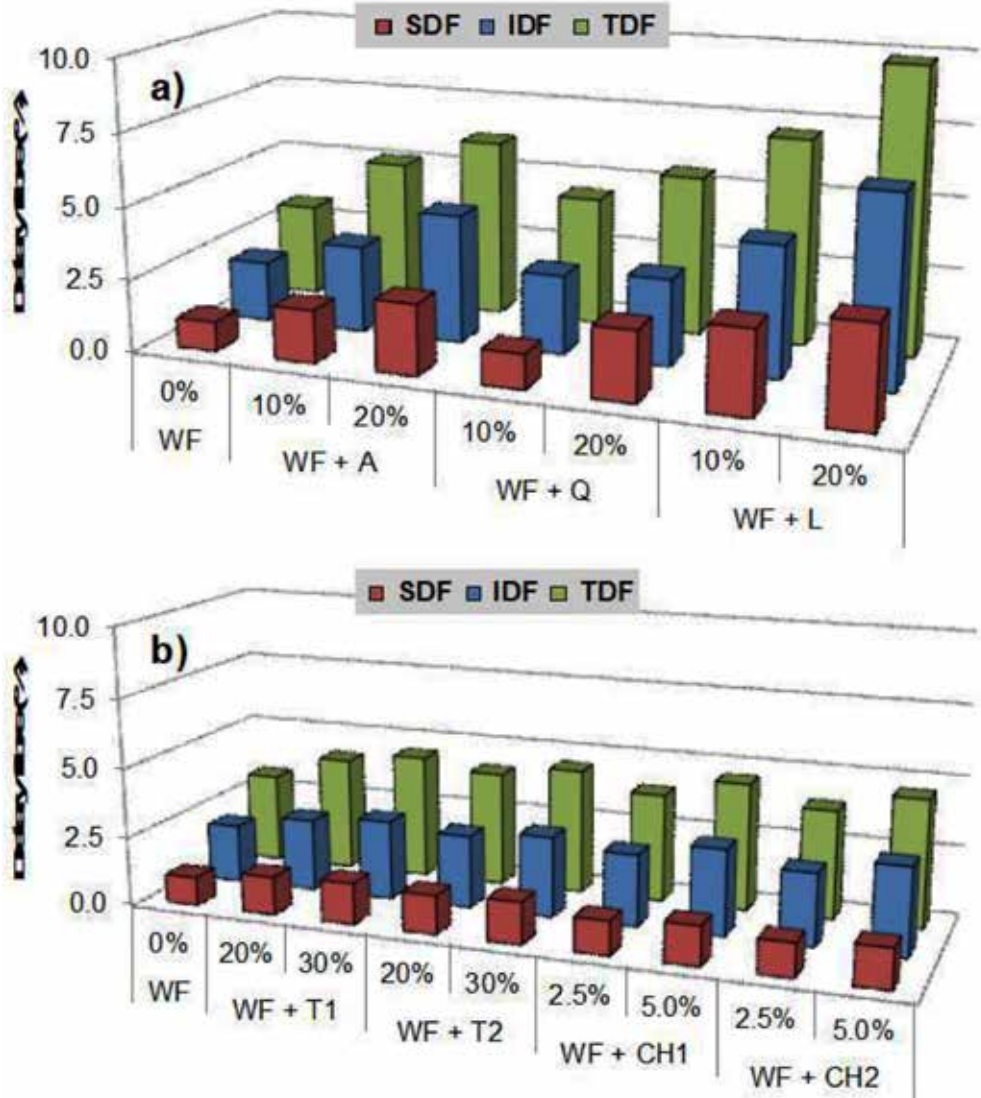 SDF IDF TDF
a)
10.0
7.5
5.0
2.5
0.0
0% 10% 20% 10% 20% 10% 20%
WF WF + A WF + Q WF + L
SDF IDF TDF
b)
10.0
7.5
5.0
2.5
0.0
0% 20% 30% 20% 30% 2.5% 5.0% 2.5% 5.0%
WF WF + T1 WF + T2 WF + CH1 WF + CH2